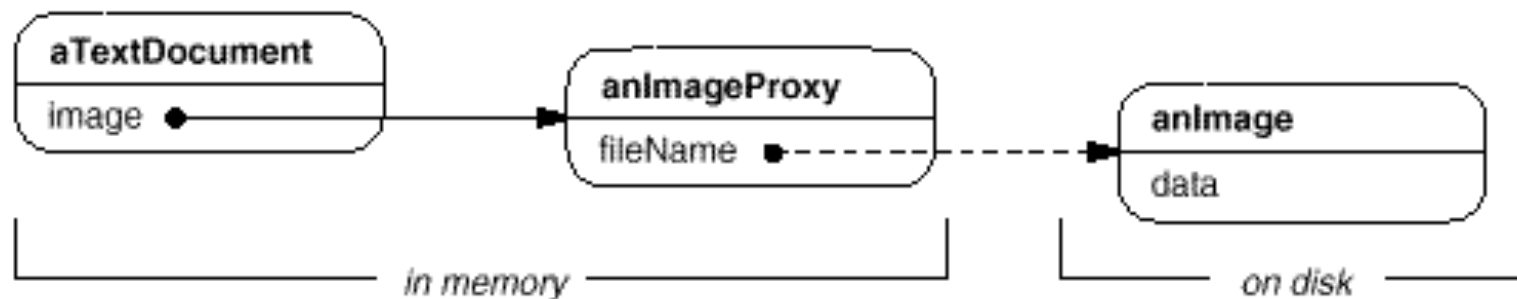 aTextDocument
image
anImageProxy
fileName
anImage
data
in memory
on disk